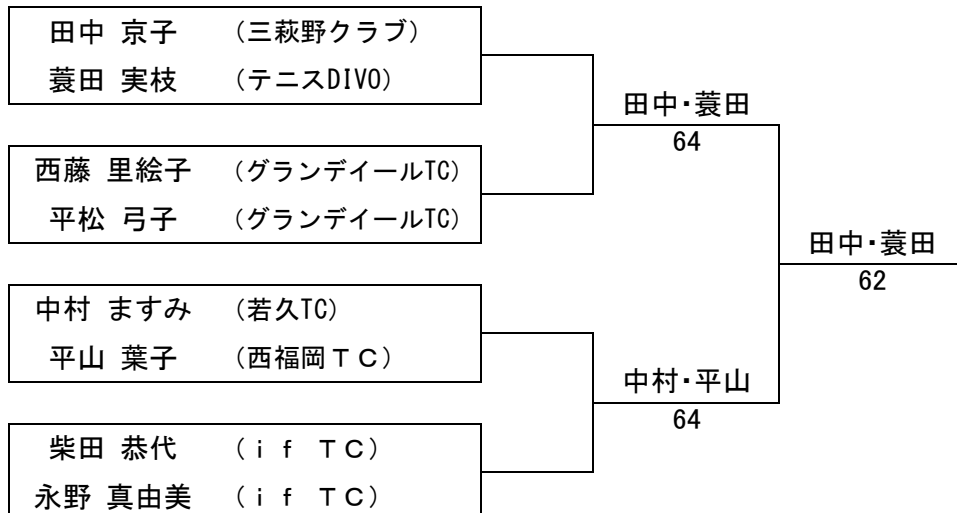 田中 京子 (三萩野クラブ)
蓑田 実枝 (テニスDIVO)
西藤 里絵子 (グランデイールTC)
平松 弓子 (グランデイールTC)
中村 ますみ (若久TC)
平山 葉子 (西福岡ＴＣ)
柴田 恭代 (ｉｆ ＴＣ)
永野 真由美 (ｉｆ ＴＣ)
田中・蓑田
64
中村・平山
64
田中・蓑田
62